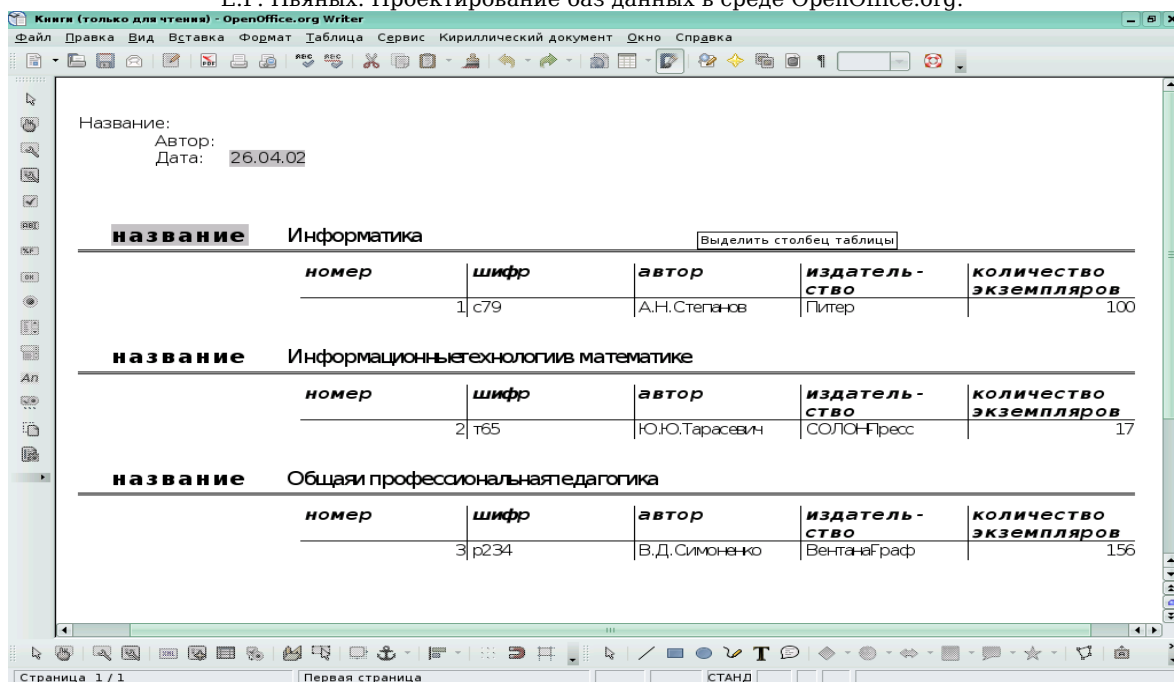 Е.Г. Пьяных. Проектирование баз данных в среде OpenOffice.org.
Книги (только для чтения) - OpenOffice.org Writer
Файл Правка Вид Вставка Формат Таблица Сервис Кириллический документ Окно Справка
Название:
Автор:
Дата: 26.04.02
название Информатика
Выделить столбец таблицы
номер шифр автор издатель-
ство количество
экземпляров
1 с79 А.Н.Степанов Питер 100
название Информационныетехнологиив математике
номер шифр автор издатель-
ство количество
экземпляров
2 т65 Ю.Ю.Тарасевич СОЛОН-Пресс 17
название Общаяи профессиональнаяпедагогика
номер шифр автор издатель-
ство количество
экземпляров
3 р234 В.Д.Симоненко ВентанаГраф 156
Страница 1 / 1 Первая страница СТАНД